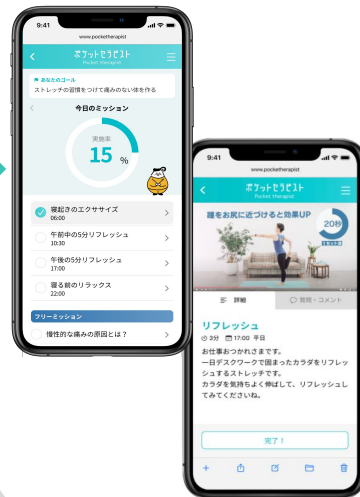 9:41
www.pocketherapist
ポケットセラピスト
Pocket Therapist
あなたのゴール
ストレッチの習慣をつけて痛みのない体を作る
今日のミッション
実施率
15 %
寝起きのエクササイズ
06:00
午前中の5分リフレッシュ
10:30
午後の5分リフレッシュ
17:00
寝る前のリラックス
22:00
フリーミッション
慢性的な痛みの原因とは?
9:41
www.pocketherapist
ポケットセラピスト
Pocket Therapist
踵をお尻に近づけると効果UP
20秒
1セット目
詳細
質問・コメント
リフレッシュ
3分 17:00 平日
お仕事おつかれさまです。
一日デスクワークで固まったカラダをリフレッ
シュするストレッチです。
カラダを気持ちよく伸ばして、リフレッシュし
てみてくださいね。
完了!